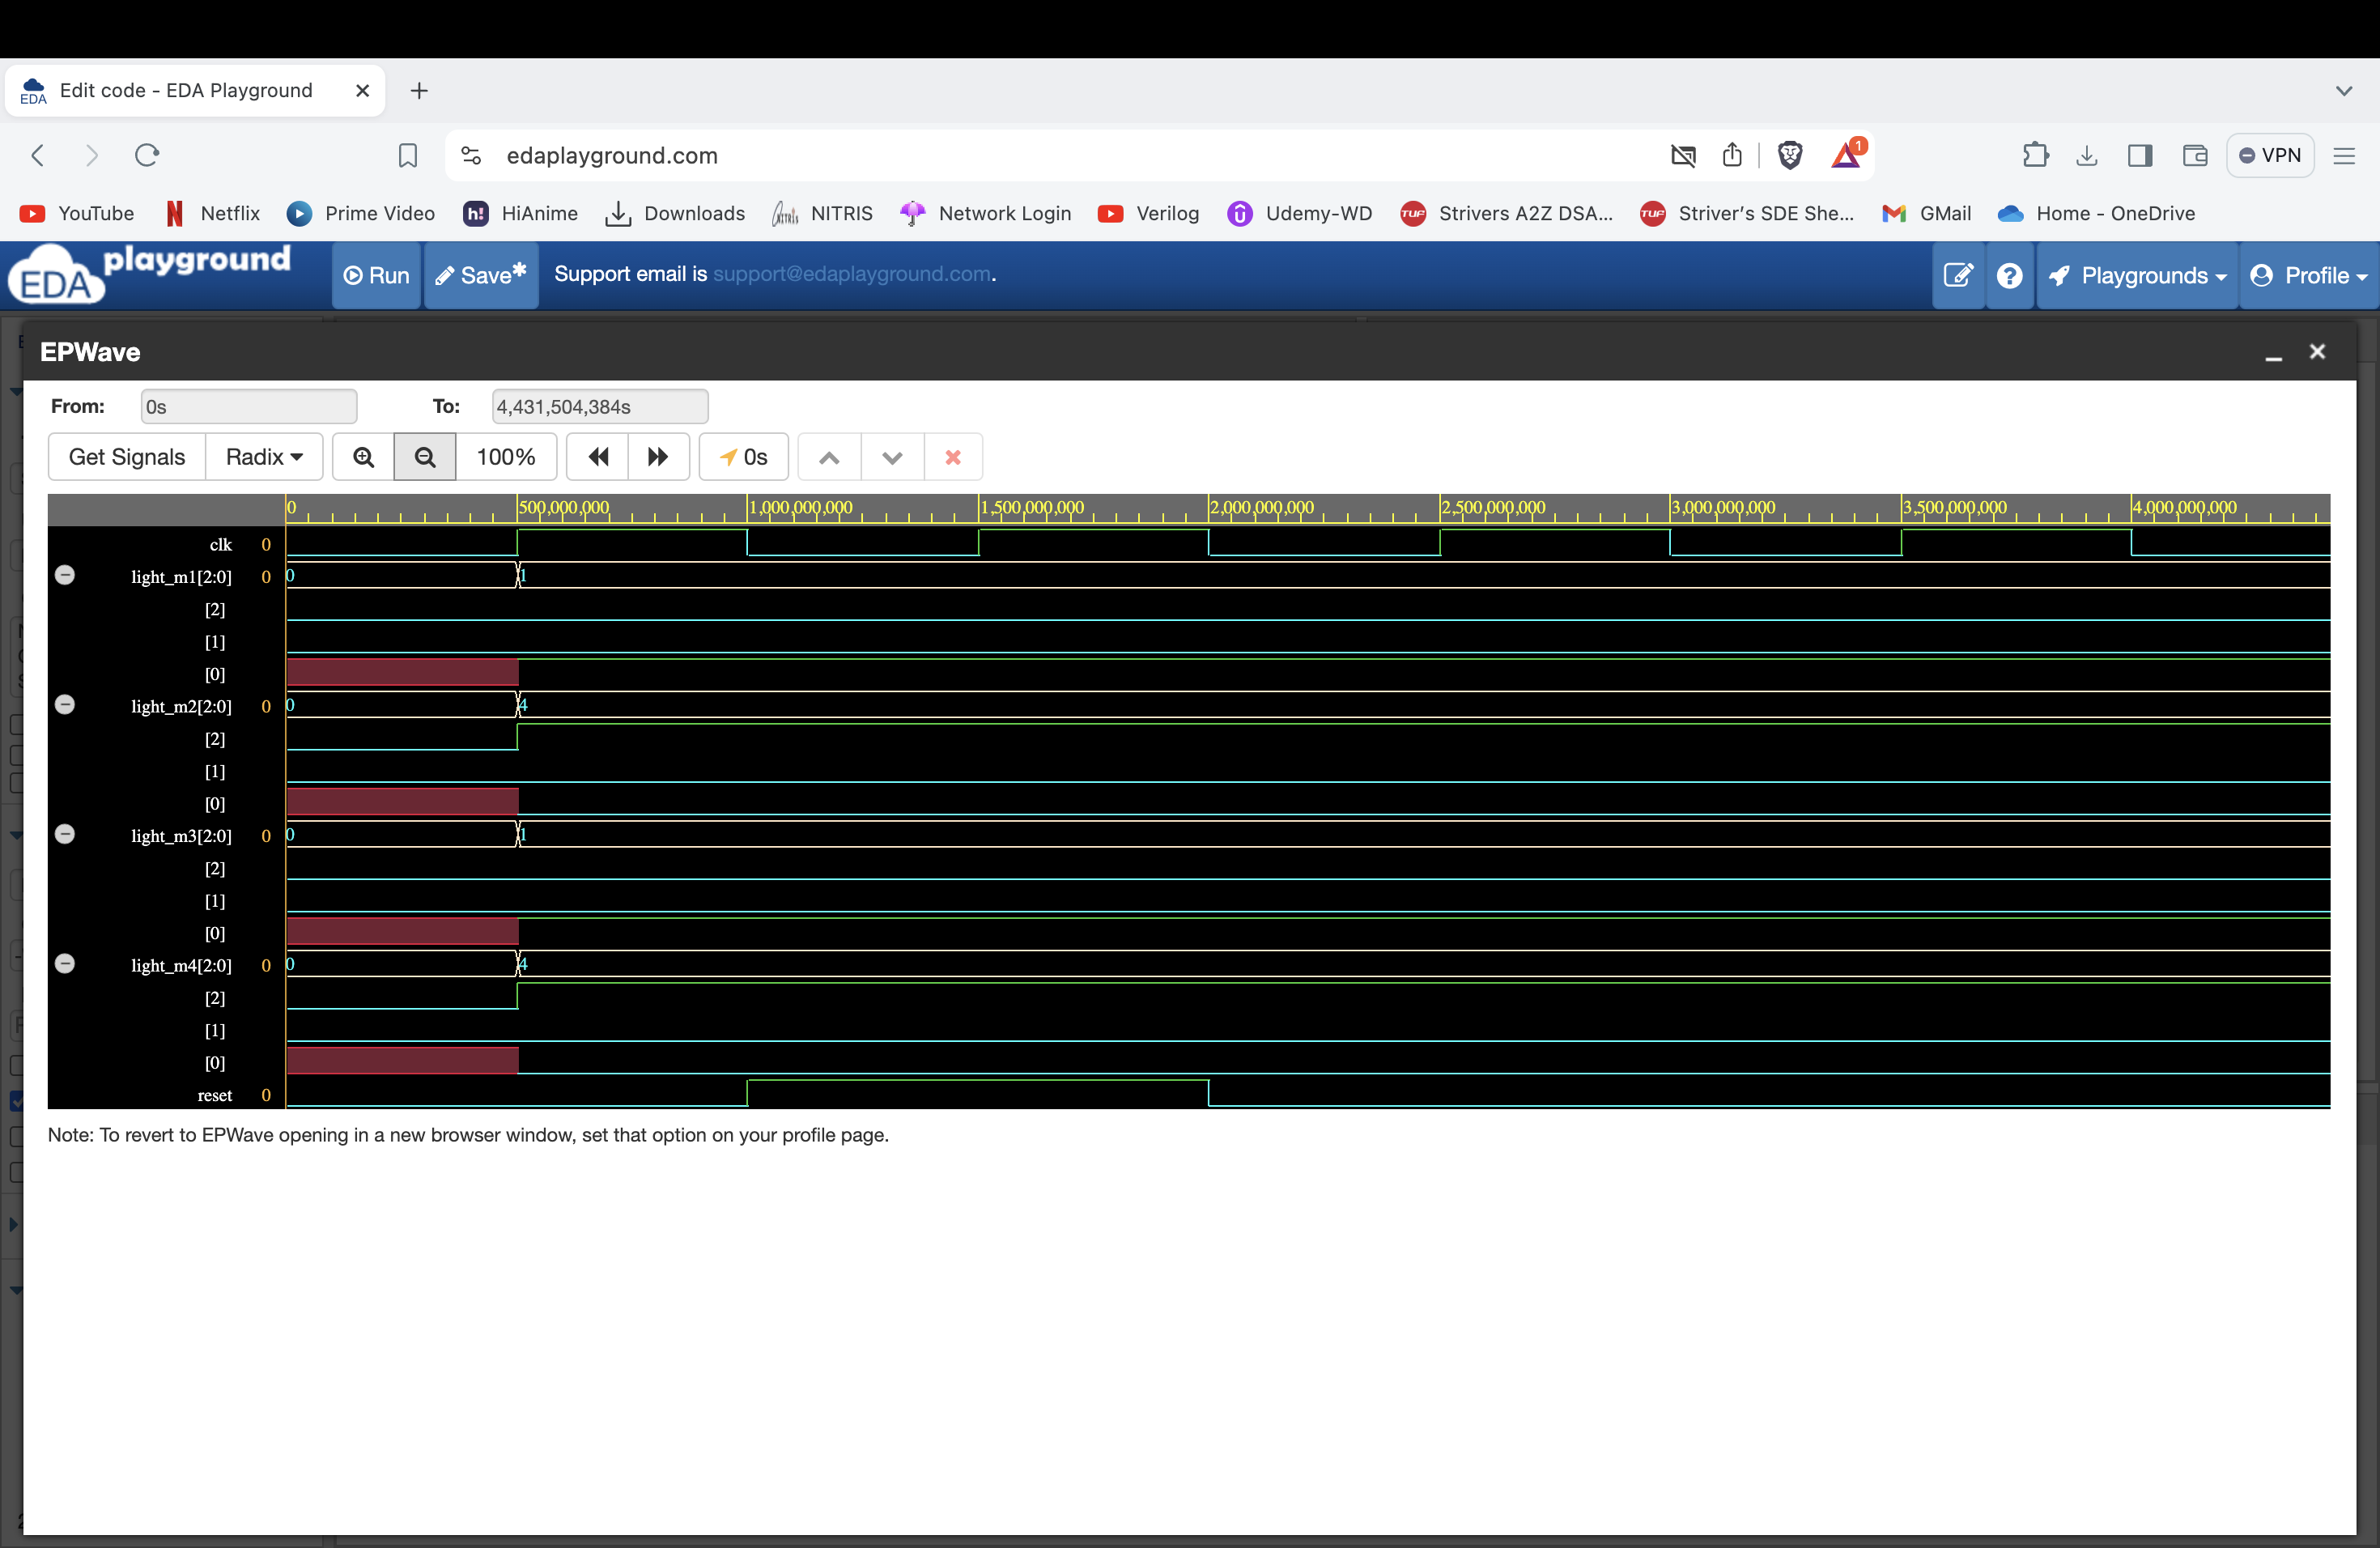 EDA
Edit code - EDA Playground
edaplayground.com
1
VPN
YouTube
Netflix
Prime Video
h!
HiAnime
Downloads
NITRIS
Network Login
Verilog
Udemy-WD
TUF
Strivers A2Z DSA...
TUF
Striver's SDE She...
GMail
Home - OneDrive
EDA playground
Run
Save*
Support email is support@edaplayground.com.
Playgrounds
Profile
EPWave
From: 0s To: 4,431,504,384s
Get Signals Radix 100% 0s
0 500,000,000 1,000,000,000 1,500,000,000 2,000,000,000 2,500,000,000 3,000,000,000 3,500,000,000 4,000,000,000
clk 0
light_m1[2:0] 0 0 1
[2]
[1]
[0]
light_m2[2:0] 0 0 4
[2]
[1]
[0]
light_m3[2:0] 0 0 1
[2]
[1]
[0]
light_m4[2:0] 0 0 4
[2]
[1]
[0]
reset 0
Note: To revert to EPWave opening in a new browser window, set that option on your profile page.